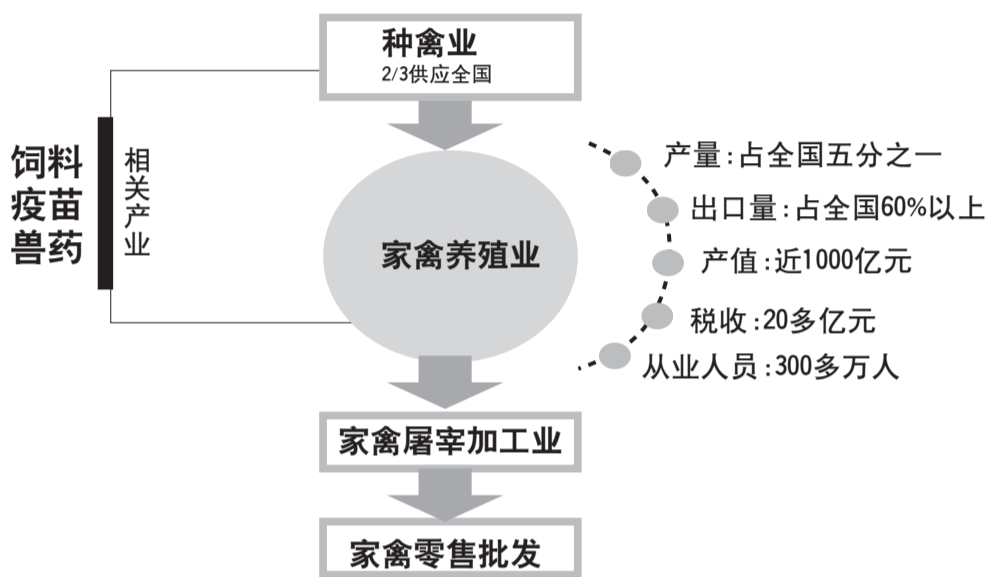 种禽业
2/3供应全国
饲料
疫苗
兽药
相关产业
家禽养殖业
产量:占全国五分之一
出口量:占全国60%以上
产值:近1000亿元
税收:20多亿元
从业人员:300多万人
家禽屠宰加工业
家禽零售批发